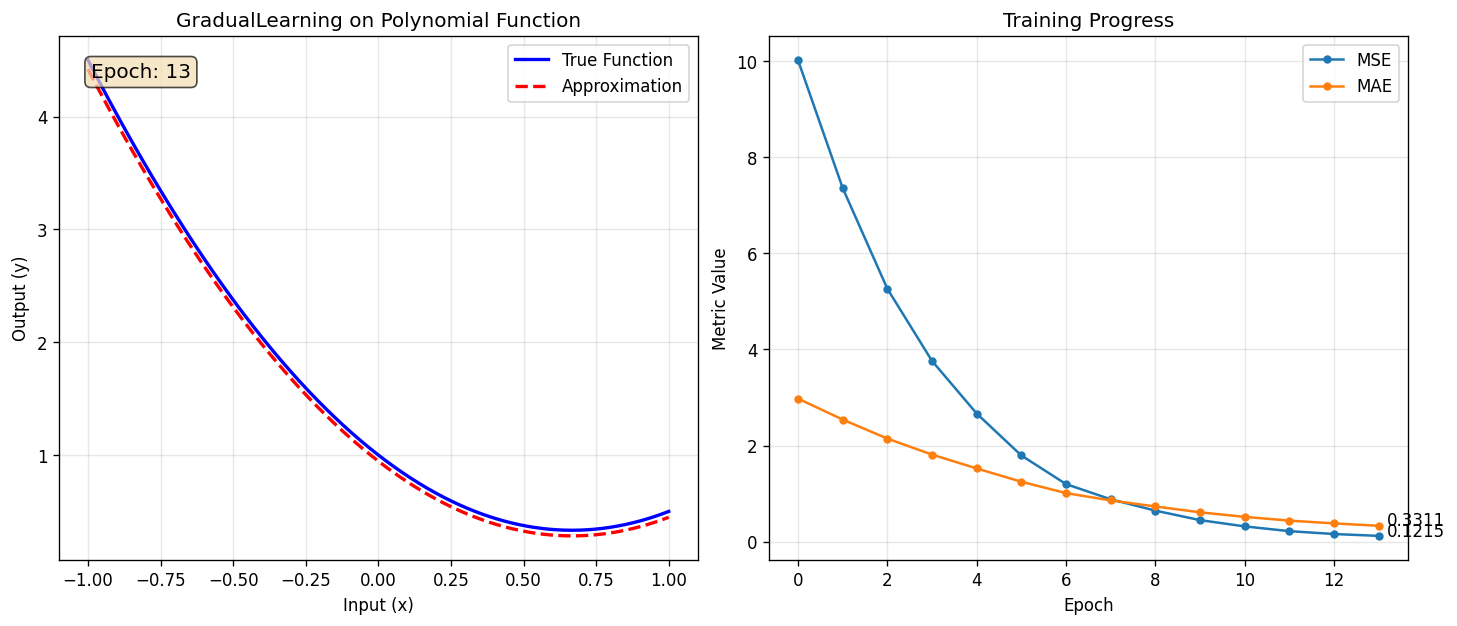 GradualLearning on Polynomial Function
Epoch: 13
True Function
Approximation
4
3
2
1
Output (y)
−1.00 −0.75 −0.50 −0.25 0.00 0.25 0.50 0.75 1.00
Input (x)
Training Progress
MSE
MAE
10
8
6
4
2
0
Metric Value
0.3311
0.1215
0 2 4 6 8 10 12
Epoch